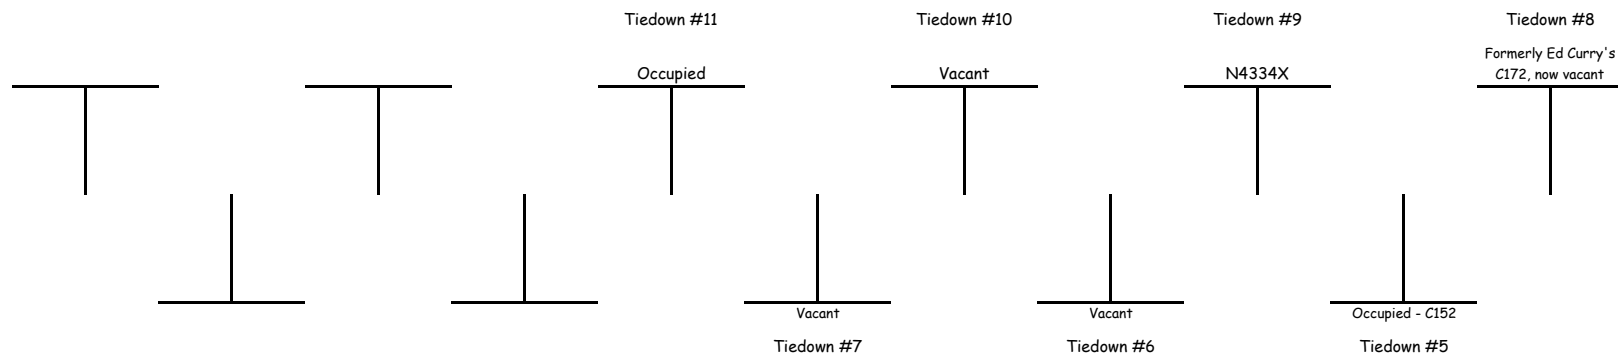 Tiedown #11
Tiedown #10
Tiedown #9
Tiedown #8
Occupied
Vacant
N4334X
Formerly Ed Curry's
C172, now vacant
Vacant
Vacant
Occupied - C152
Tiedown #7
Tiedown #6
Tiedown #5